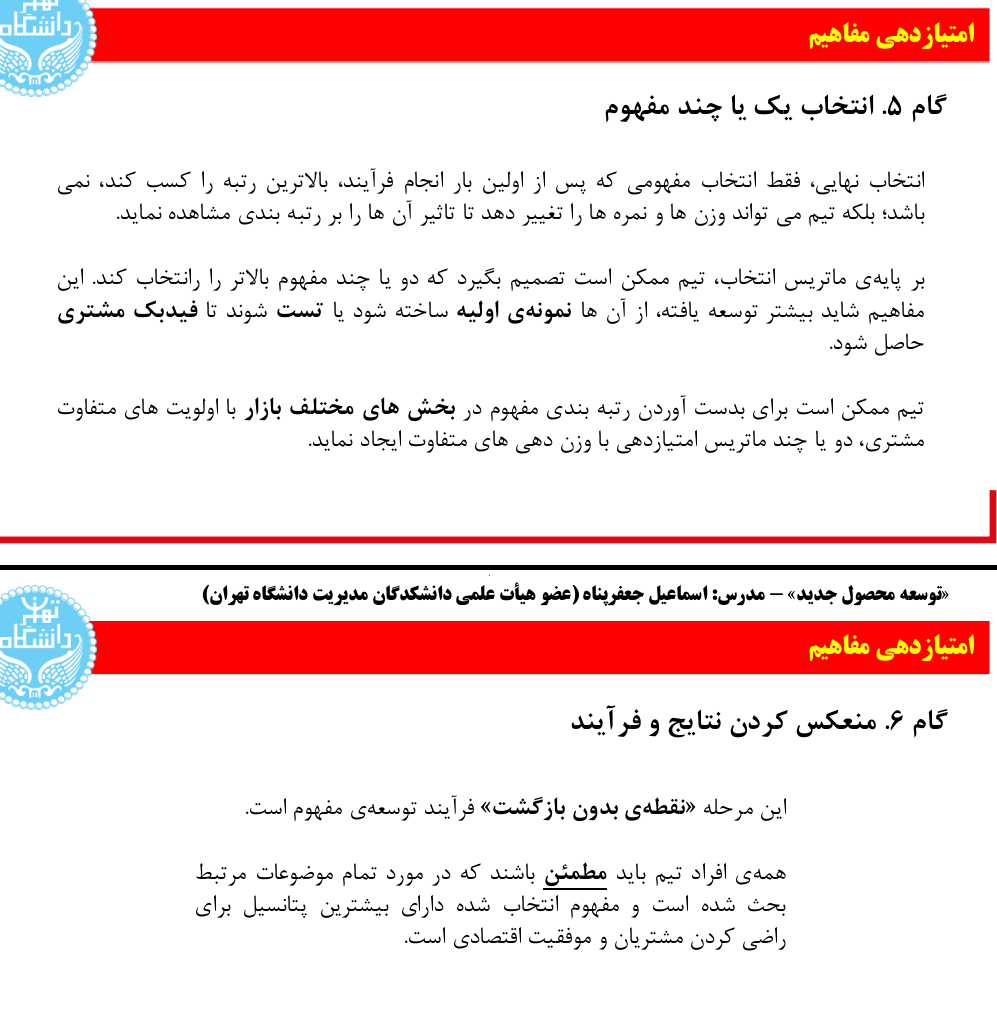 تهران
دانشگاه
امتیازدهی مفاهیم
گام ۵. انتخاب یک یا چند مفهوم
انتخاب نهایی، فقط انتخاب مفهومی که پس از اولین بار انجام فرآیند، بالاترین رتبه را کسب کند، نمی
باشد؛ بلکه تیم می تواند وزن ها و نمره ها را تغییر دهد تا تاثیر آن ها را بر رتبه بندی مشاهده نماید.
بر پایه‌ی ماتریس انتخاب، تیم ممکن است تصمیم بگیرد که دو یا چند مفهوم بالاتر را رانتخاب کند. این
مفاهیم شاید بیشتر توسعه یافته، از آن ها نمونه‌ی اولیه ساخته شود یا تست شوند تا فیدبک مشتری
حاصل شود.
تیم ممکن است برای بدست آوردن رتبه بندی مفهوم در بخش های مختلف بازار با اولویت های متفاوت
مشتری، دو یا چند ماتریس امتیازدهی با وزن دهی های متفاوت ایجاد نماید.
«توسعه محصول جدید» – مدرس: اسماعیل جعفرپناه (عضو هیأت علمی دانشکدگان مدیریت دانشگاه تهران)
تهران
دانشگاه
امتیازدهی مفاهیم
گام ۶. منعکس کردن نتایج و فرآیند
این مرحله «نقطه‌ی بدون بازگشت» فرآیند توسعه‌ی مفهوم است.
همه‌ی افراد تیم باید مطمئن باشند که در مورد تمام موضوعات مرتبط
بحث شده است و مفهوم انتخاب شده دارای بیشترین پتانسیل برای
راضی کردن مشتریان و موفقیت اقتصادی است.